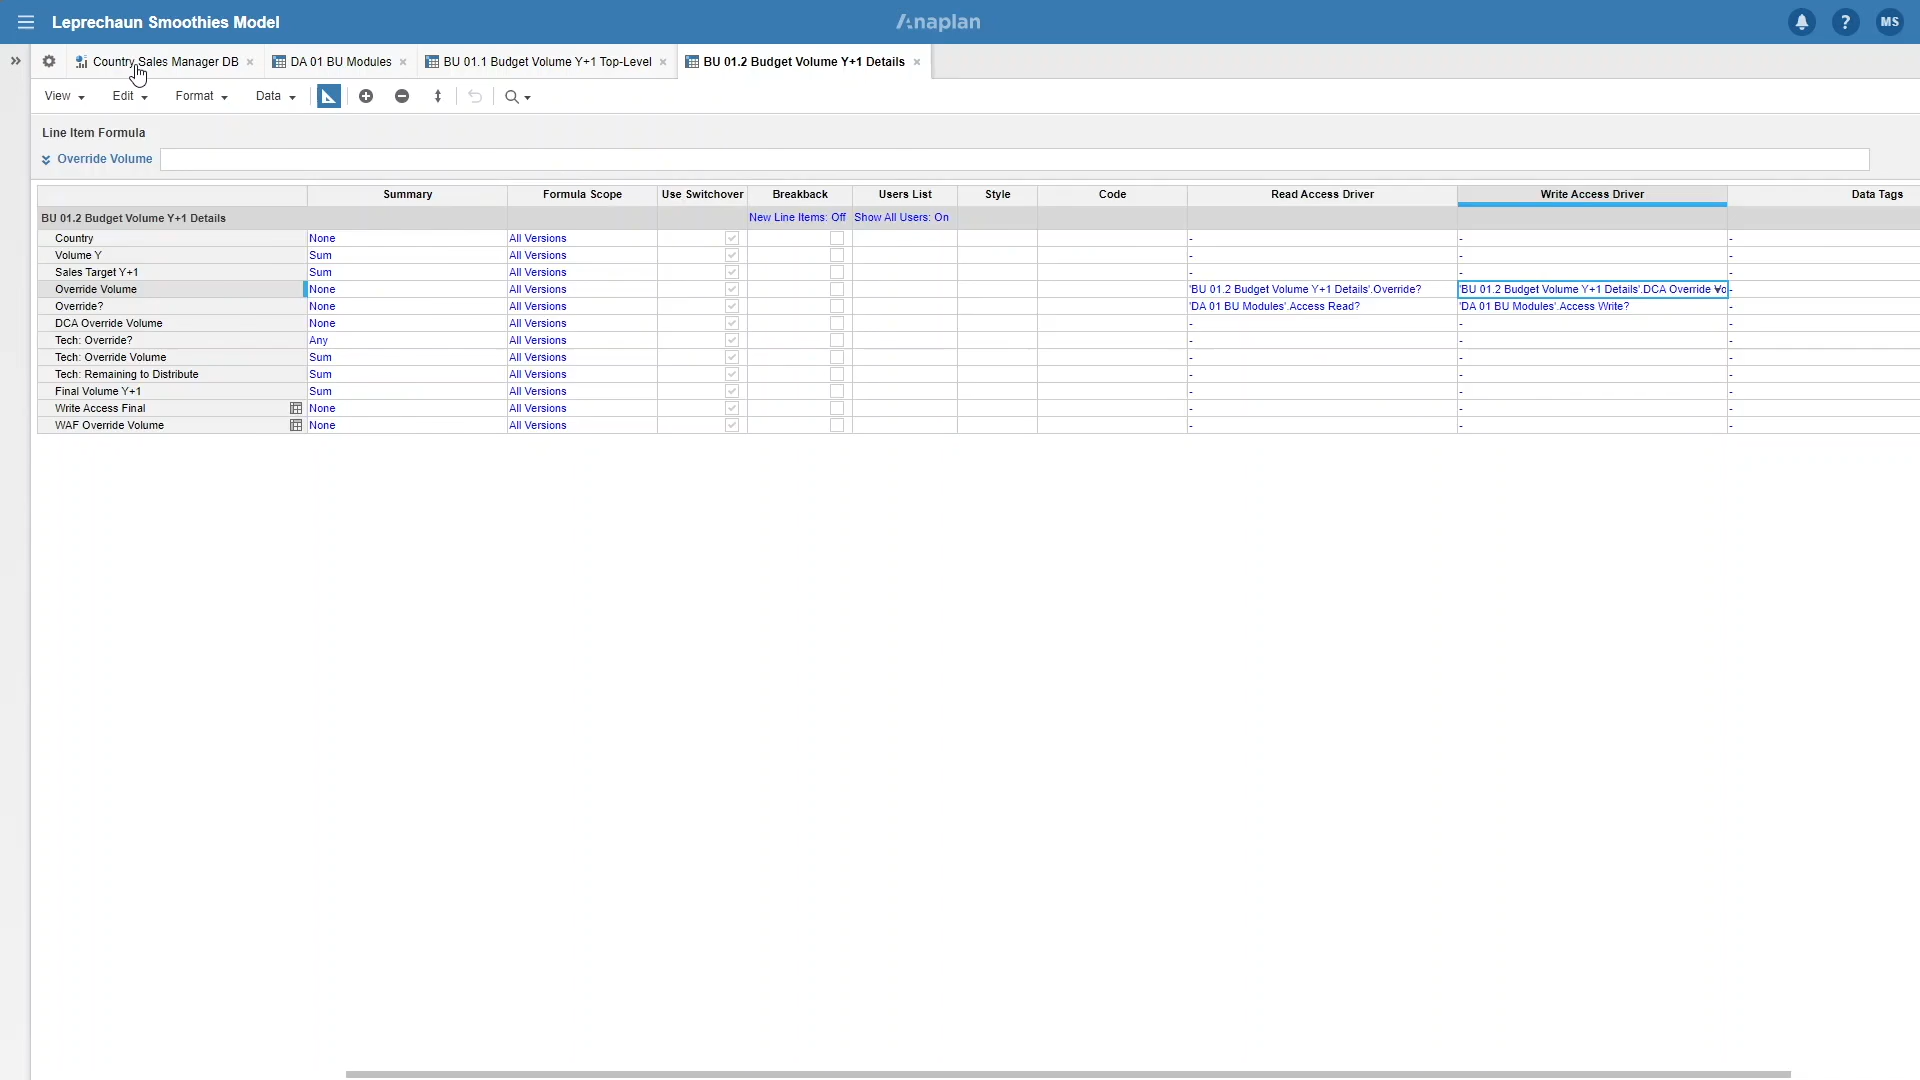 Leprechaun Smoothies Model
Anaplan
? MS
Country Sales Manager DB × DA 01 BU Modules × BU 01.1 Budget Volume Y+1 Top-Level × BU 01.2 Budget Volume Y+1 Details ×
View Edit Format Data
Line Item Formula
Override Volume
Summary Formula Scope Use Switchover Breakback Users List Style Code Read Access Driver Write Access Driver Data Tags
BU 01.2 Budget Volume Y+1 Details New Line Items: Off Show All Users: On
Country None All Versions - - -
Volume Y Sum All Versions - - -
Sales Target Y+1 Sum All Versions - - -
Override Volume None All Versions 'BU 01.2 Budget Volume Y+1 Details'.Override? 'BU 01.2 Budget Volume Y+1 Details'.DCA Override -
Override? None All Versions 'DA 01 BU Modules'.Access Read? 'DA 01 BU Modules'.Access Write? -
DCA Override Volume None All Versions - - -
Tech: Override? Any All Versions - - -
Tech: Override Volume Sum All Versions - - -
Tech: Remaining to Distribute Sum All Versions - - -
Final Volume Y+1 Sum All Versions - - -
Write Access Final None All Versions - - -
WAF Override Volume None All Versions - - -